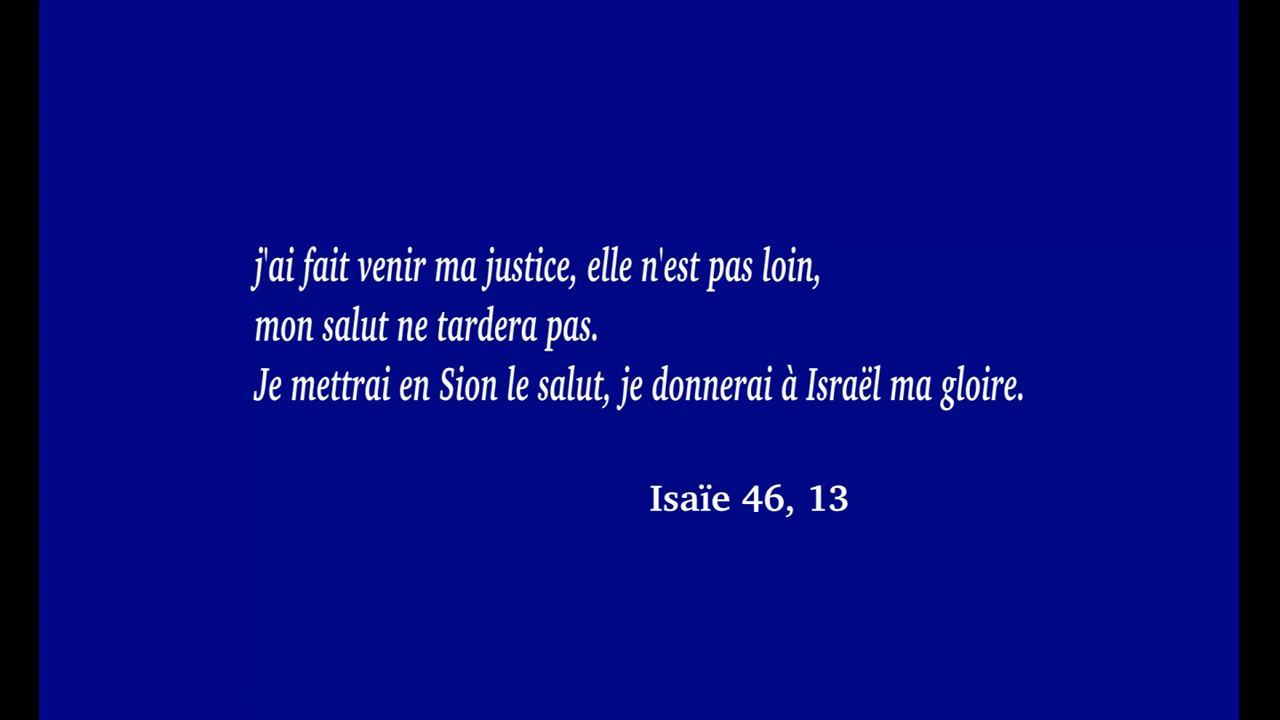 j'ai fait venir ma justice, elle n'est pas loin,
mon salut ne tardera pas.
Je mettrai en Sion le salut, je donnerai à Israël ma gloire.
Isaïe 46, 13